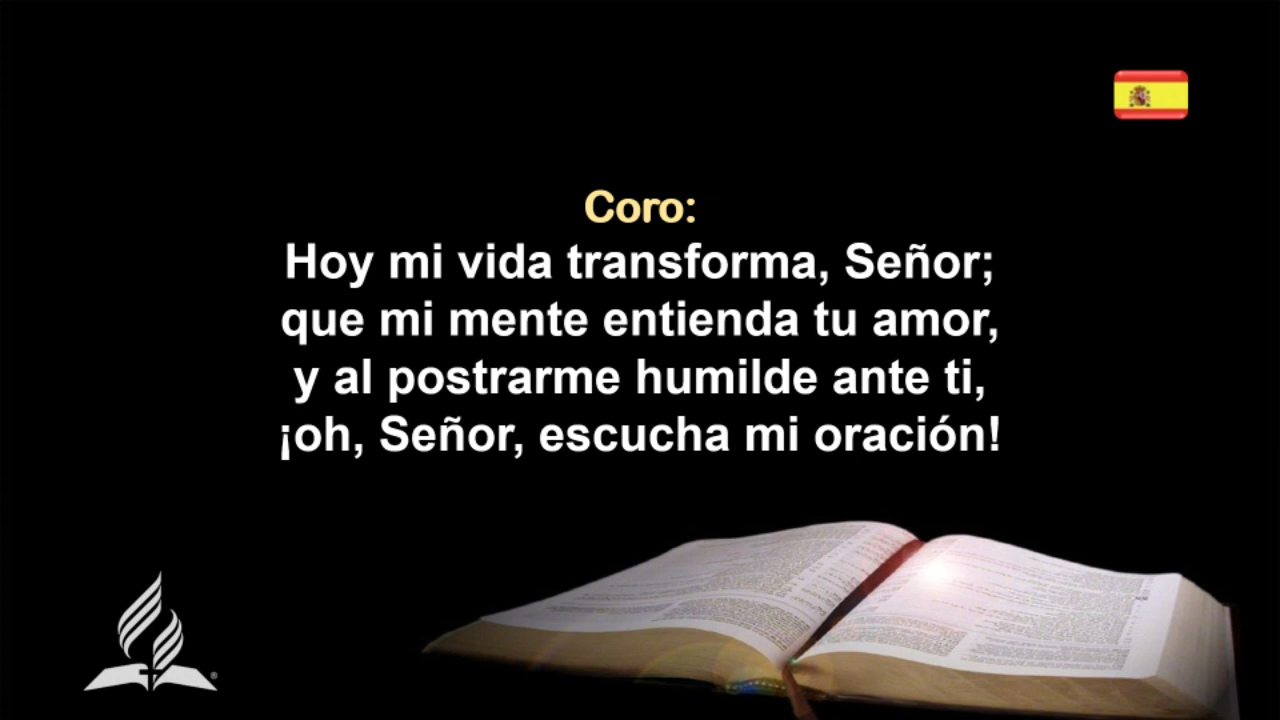 Coro:
Hoy mi vida transforma, Señor;
que mi mente entienda tu amor,
y al postrarme humilde ante ti,
¡oh, Señor, escucha mi oración!